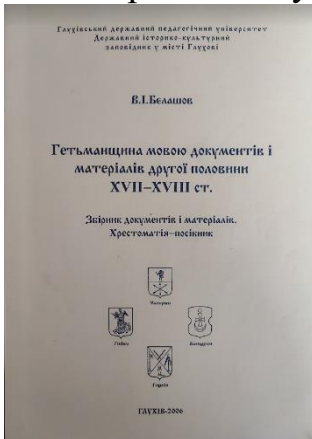 Глухівський державний педагогічний університет
Державний історико-культурний
заповідник у місті Глухові
В.І.Белашов
Гетьманщина мовою документів і
матеріалів другої половини
XVII–XVIII ст.
Збірник документів і матеріалів.
Хрестоматія–посібник
Батурин
Глухів
ГЛУХІВ-2006